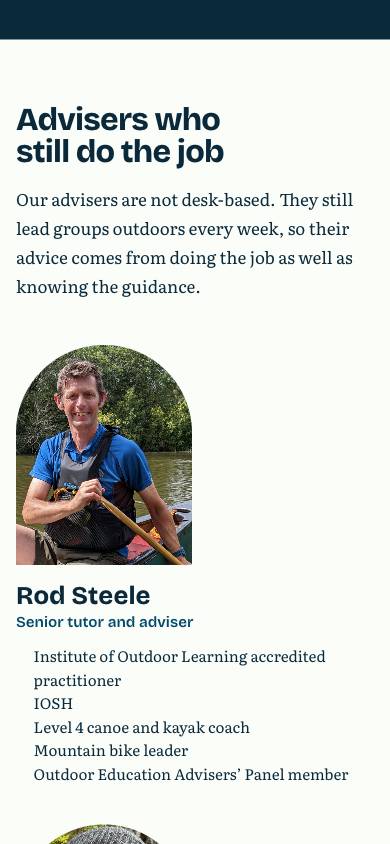 Advisers who
still do the job
Our advisers are not desk-based. They still
lead groups outdoors every week, so their
advice comes from doing the job as well as
knowing the guidance.
Rod Steele
Senior tutor and adviser
Institute of Outdoor Learning accredited
practitioner
IOSH
Level 4 canoe and kayak coach
Mountain bike leader
Outdoor Education Advisers’ Panel member